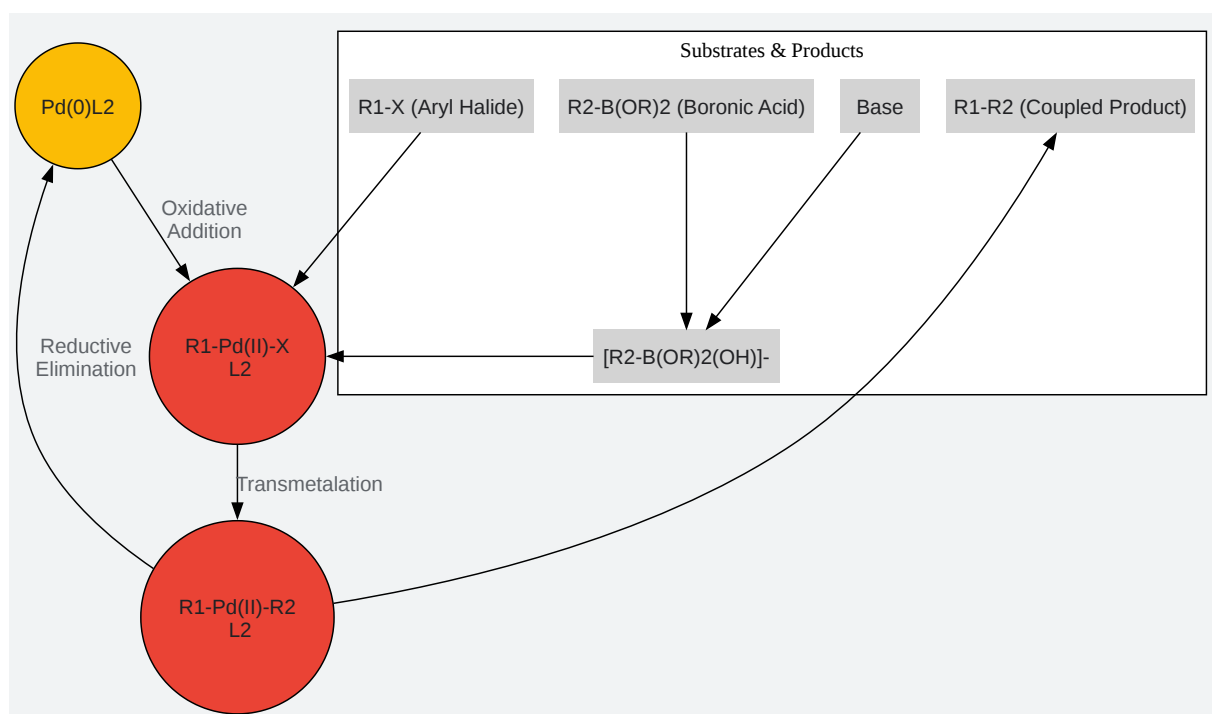 Substrates & Products
Pd(0)L2
R1-X (Aryl Halide)
R2-B(OR)2 (Boronic Acid)
Base
R1-R2 (Coupled Product)
Oxidative
Addition
Reductive
Elimination
R1-Pd(II)-X
L2
[R2-B(OR)2(OH)]-
Transmetalation
R1-Pd(II)-R2
L2